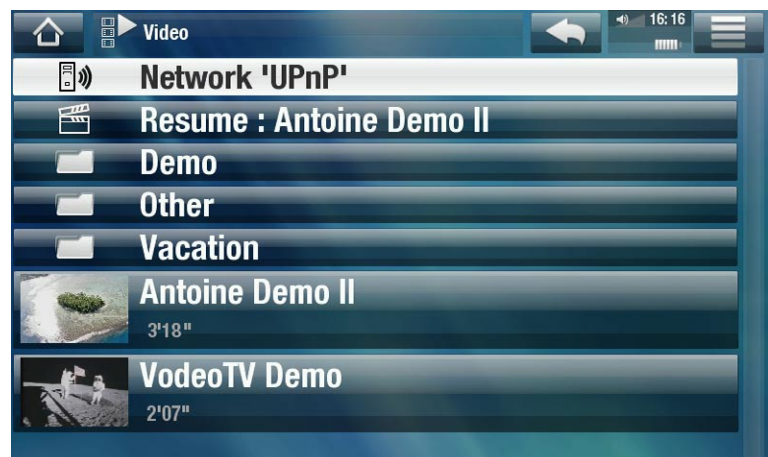 Video
16:16
Network 'UPnP'
Resume : Antoine Demo II
Demo
Other
Vacation
Antoine Demo II
3'18"
VodeoTV Demo
2'07"